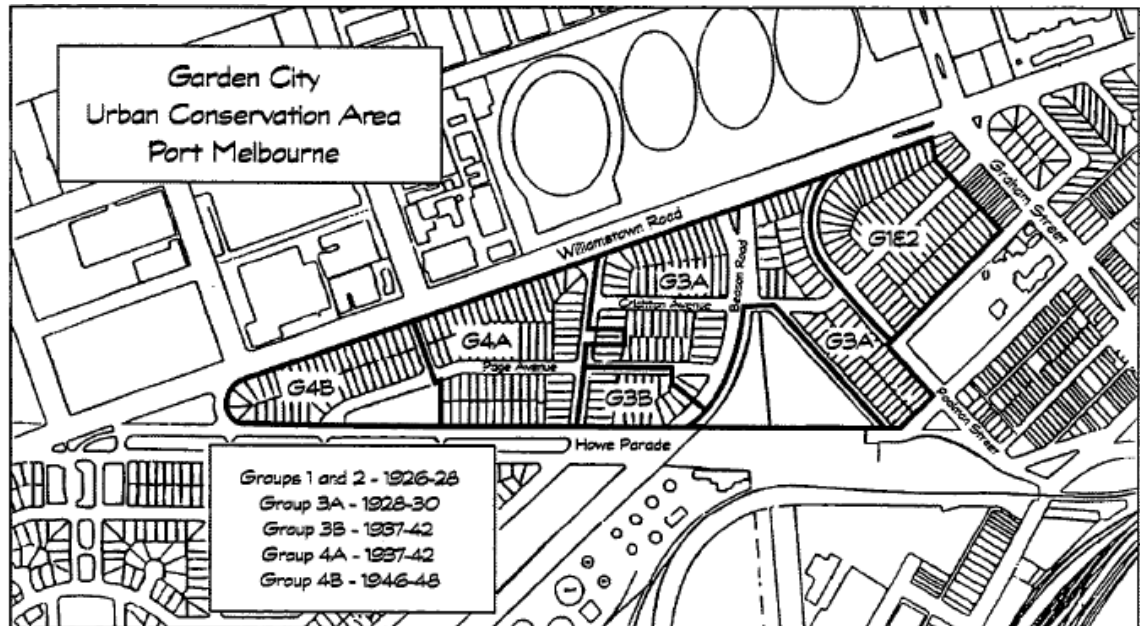 Garden City
Urban Conservation Area
Port Melbourne
Williamstown Road
Graham Street
G1&2
G3A
Beacon Road
Crichton Avenue
G4A
G3A
Page Avenue
G4B
G3B
Poolman Street
Howe Parade
Groups 1 and 2 - 1926-28
Group 3A - 1928-30
Group 3B - 1937-42
Group 4A - 1937-42
Group 4B - 1946-48